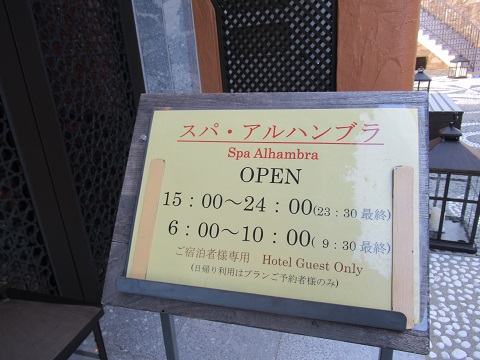 スパ・アルハンブラ
Spa Alhambra
OPEN
15：00～24：00(23：30 最終)
6：00～10：00( 9：30 最終)
ご宿泊者様専用 Hotel Guest Only
(日帰り利用はプランご予約者様のみ)